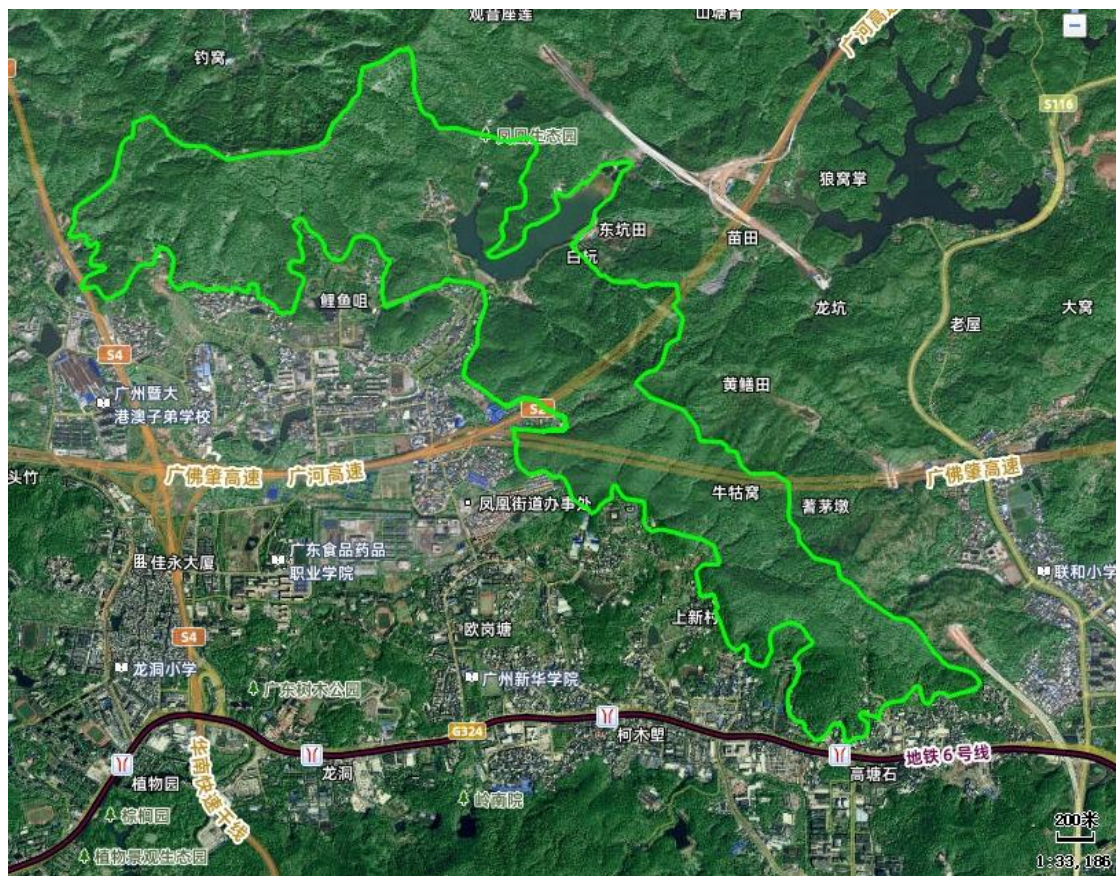 观音座莲
山塘背
钓窝
广河高速
S116
凤凰生态园
狼窝掌
东坑田
苗田
白坛
鲤鱼咀
龙坑
老屋
大窝
S4
广州暨大
港澳子弟学校
黄鳝田
S2
头竹
广佛肇高速
广河高速
广佛肇高速
牛牯窝
蓍茅墩
凤凰街道办事处
佳永大厦
广东食品药品
职业学院
联和小学
上新村
欧岗塘
S4
龙洞小学
广州新华学院
广东树木公园
G324
柯木塱
地铁6号线
龙洞
高塘石
植物园
华南快速干线
岭南院
棕榈园
植物景观生态园
200米
1:33,186